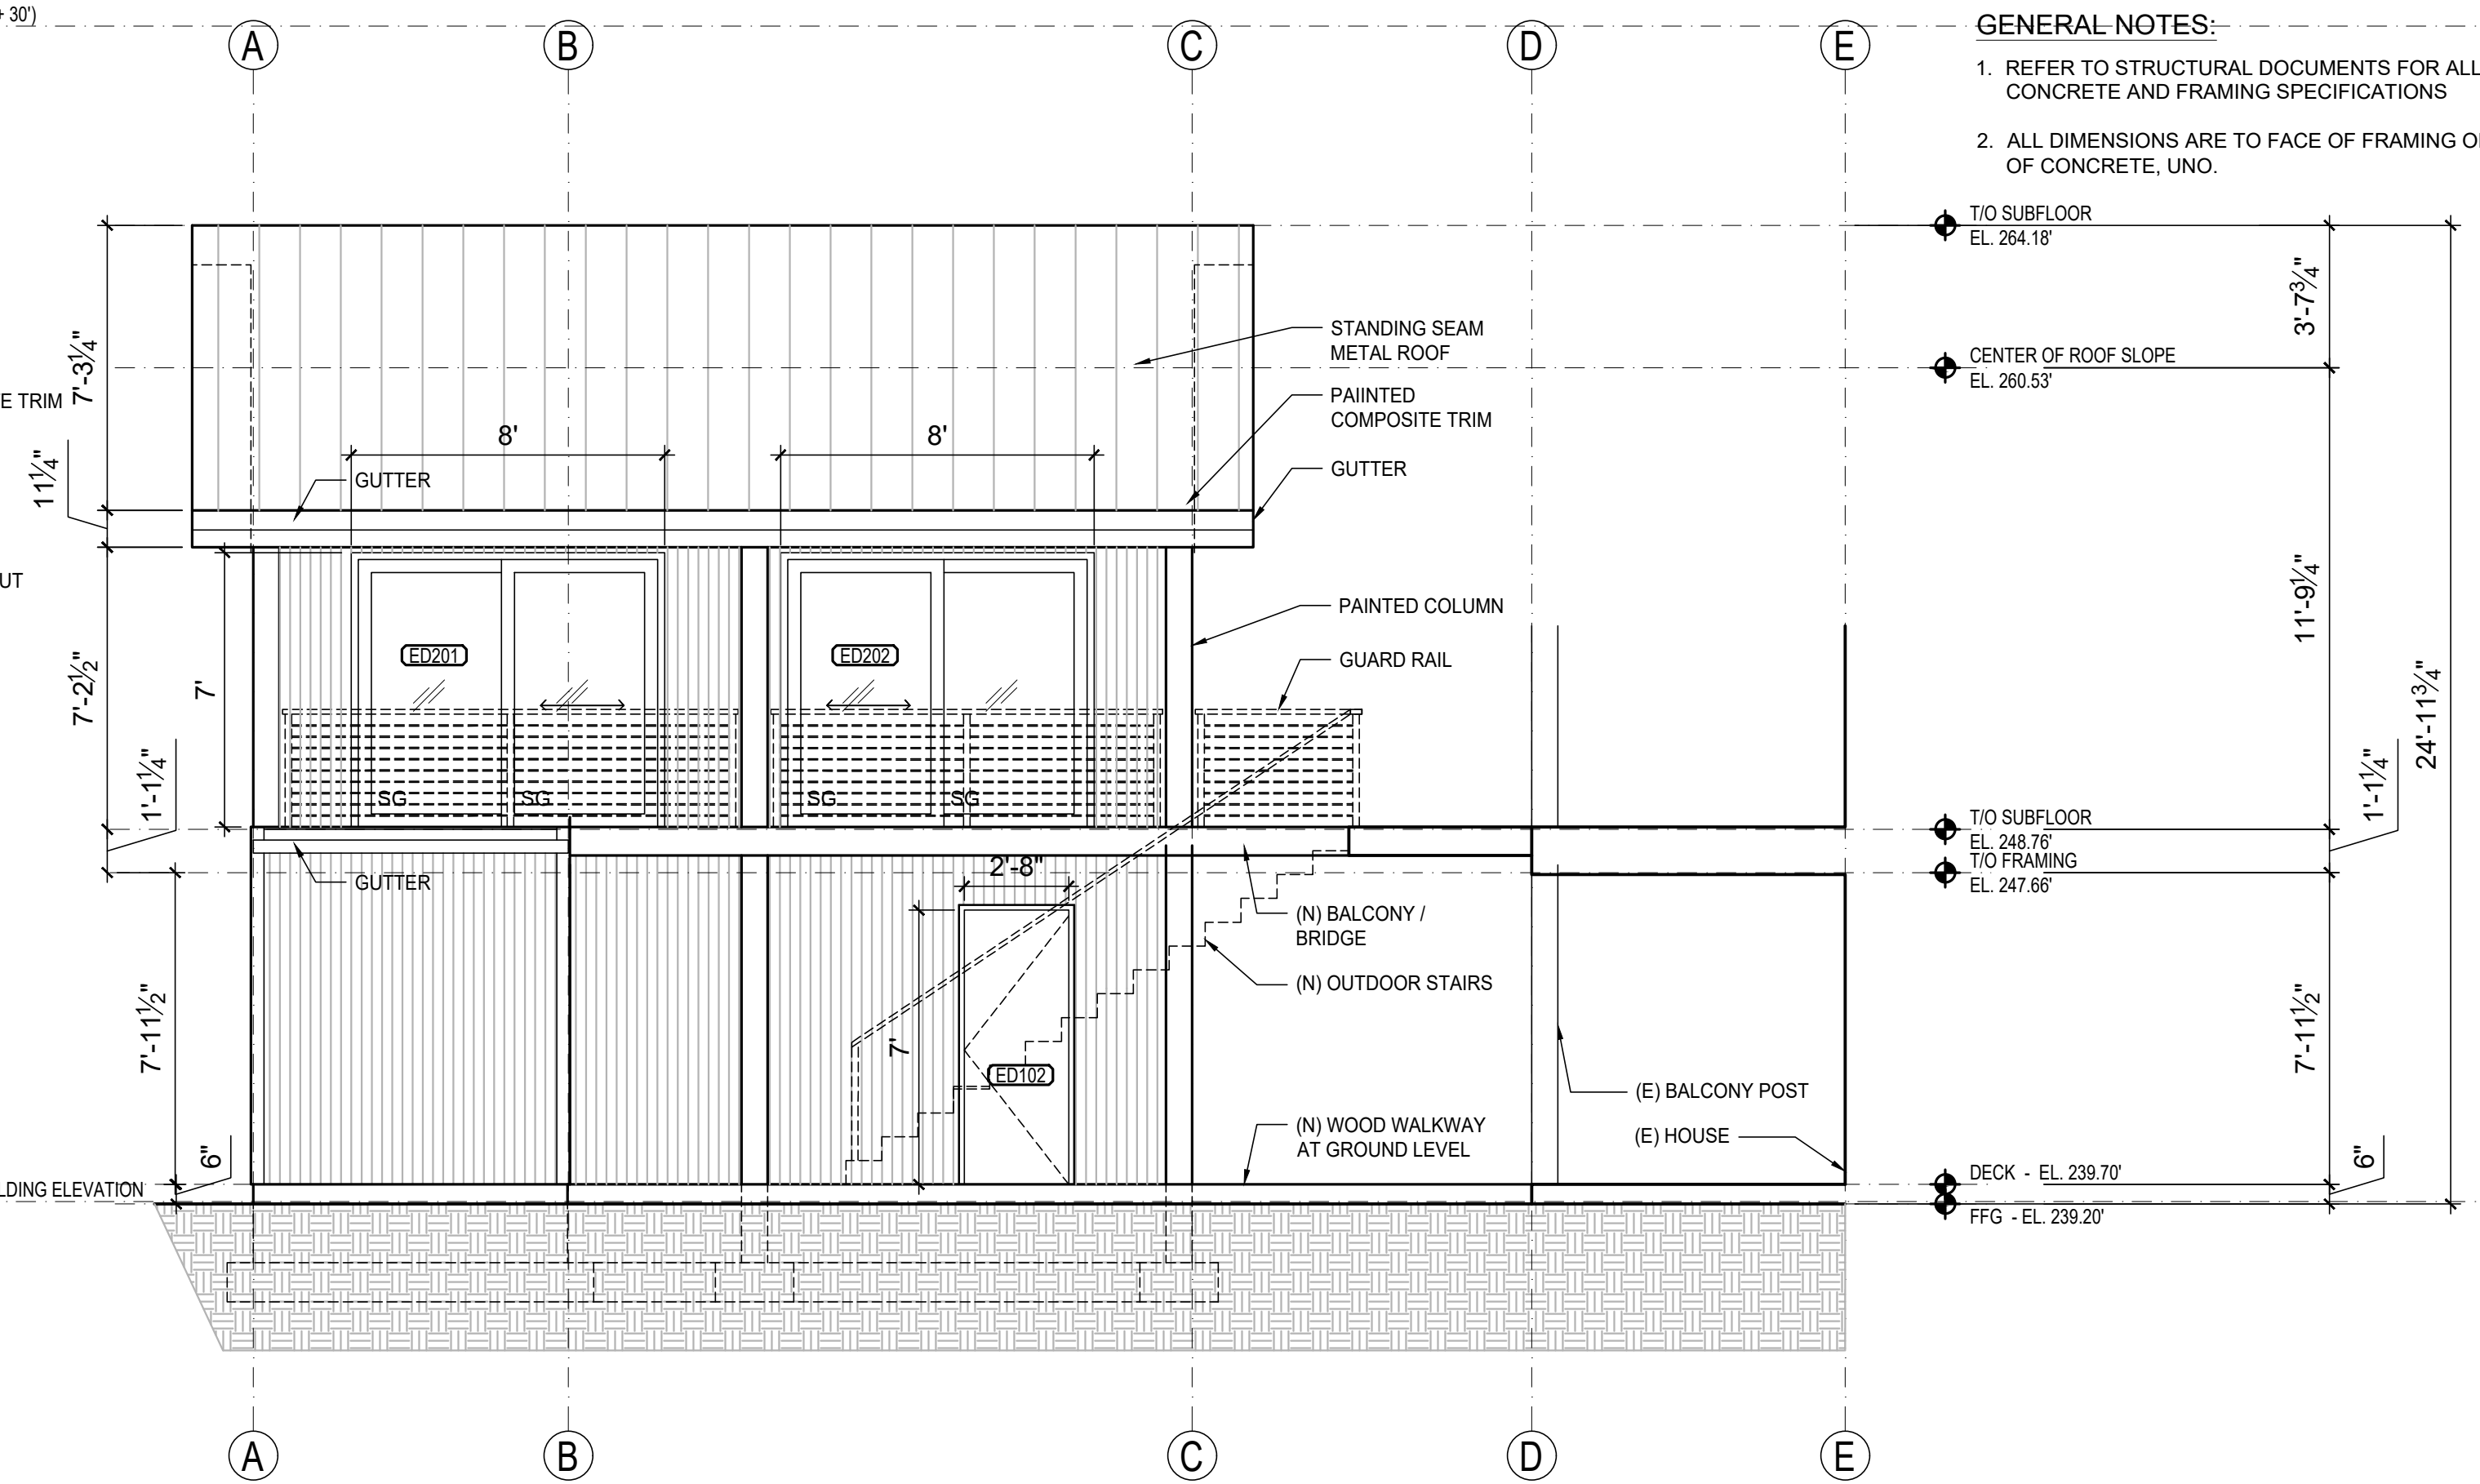 + 30')
A
B
C
D
E
GENERAL NOTES:
1. REFER TO STRUCTURAL DOCUMENTS FOR ALL
CONCRETE AND FRAMING SPECIFICATIONS
2. ALL DIMENSIONS ARE TO FACE OF FRAMING
OF CONCRETE, UNO.
T/O SUBFLOOR
EL. 264.18'
3'-7¾"
7'-3¼"
STANDING SEAM
METAL ROOF
CENTER OF ROOF SLOPE
EL. 260.53'
E TRIM
PAIINTED
COMPOSITE TRIM
8'
8'
11¼"
GUTTER
GUTTER
UT
11'-9¼"
PAINTED COLUMN
ED201
ED202
GUARD RAIL
7'-2½"
7'
24'-11¾"
1'-1¼"
1'-1¼"
SG
SG
SG
SG
T/O SUBFLOOR
EL. 248.76'
T/O FRAMING
EL. 247.66'
2'-8"
GUTTER
(N) BALCONY /
BRIDGE
(N) OUTDOOR STAIRS
7'-11½"
7'
7'-11½"
ED102
(E) BALCONY POST
(N) WOOD WALKWAY
AT GROUND LEVEL
(E) HOUSE
6"
6"
LDING ELEVATION
DECK - EL. 239.70'
FFG - EL. 239.20'
A
B
C
D
E